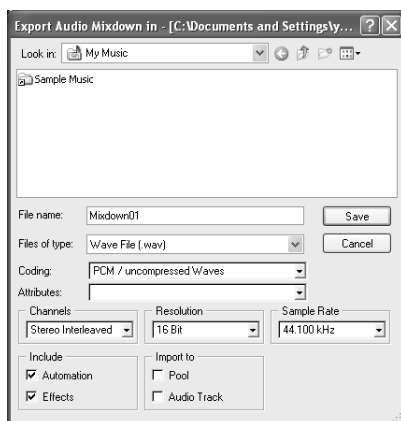 Export Audio Mixdown in - [C:\Documents and Settings\y...
Look in: My Music
Sample Music
File name: Mixdown01 Save
Files of type: Wave File (.wav) Cancel
Coding: PCM / uncompressed Waves
Attributes:
Channels Resolution Sample Rate
Stereo Interleaved 16 Bit 44.100 kHz
Include Import to
Automation Pool
Effects Audio Track